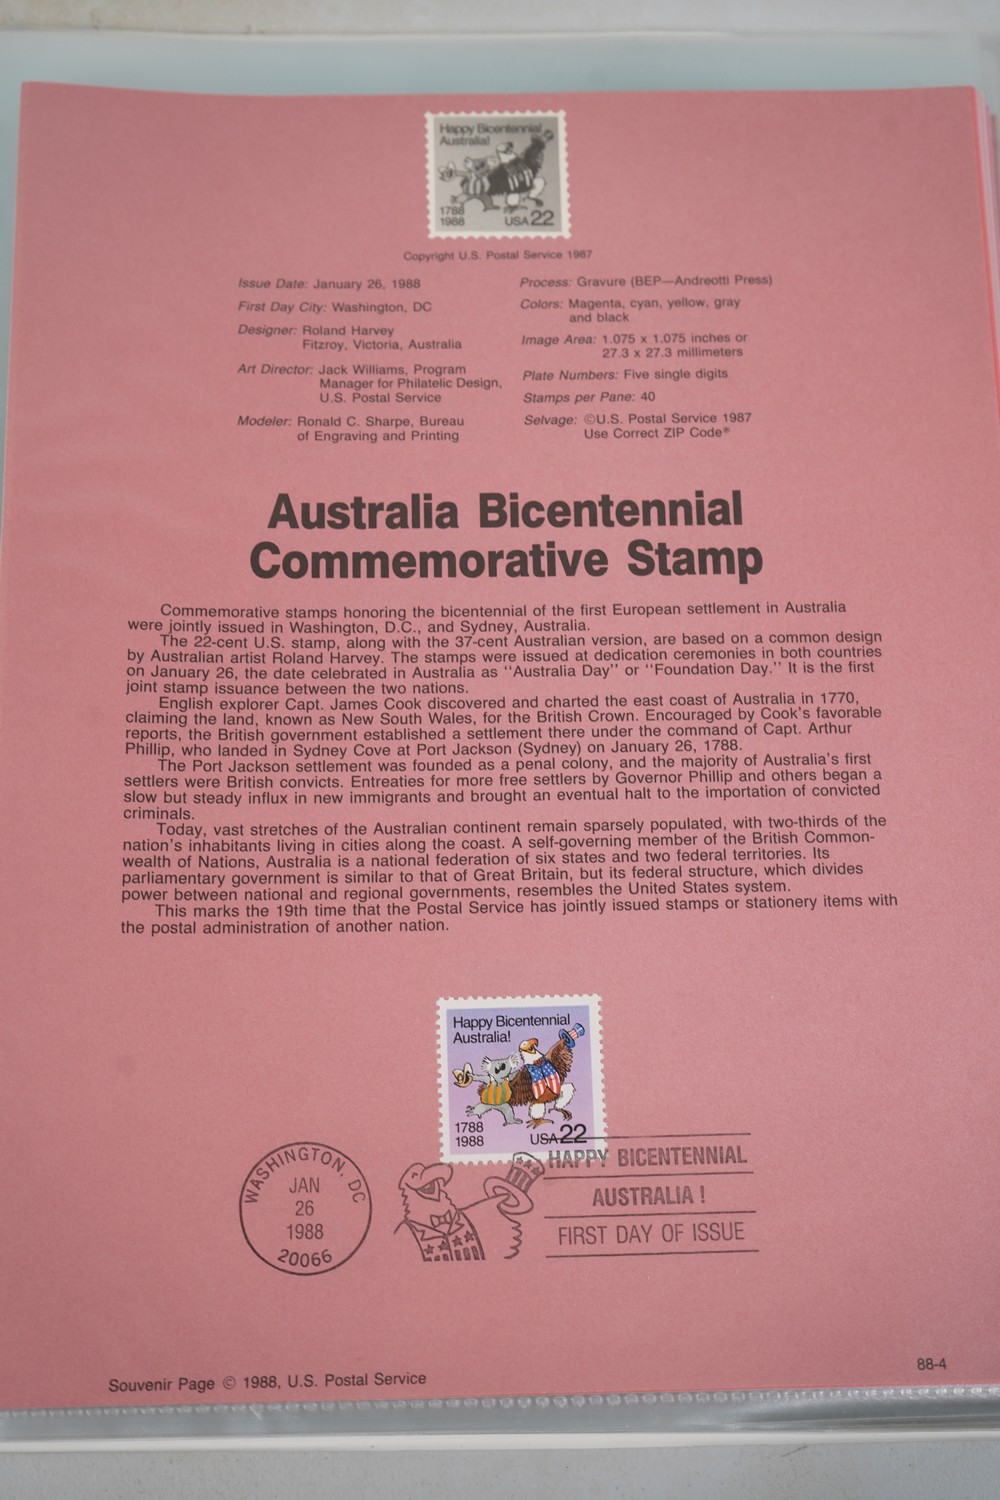 Happy Bicentennial
Australia!
1788
1988
USA 22
Copyright U.S. Postal Service 1987
Issue Date: January 26, 1988
First Day City: Washington, DC
Designer: Roland Harvey
Fitzroy, Victoria, Australia
Art Director: Jack Williams, Program
Manager for Philatelic Design,
U.S. Postal Service
Modeler: Ronald C. Sharpe, Bureau
of Engraving and Printing
Process: Gravure (BEP—Andreotti Press)
Colors: Magenta, cyan, yellow, gray
and black
Image Area: 1.075 x 1.075 inches or
27.3 x 27.3 millimeters
Plate Numbers: Five single digits
Stamps per Pane: 40
Selvage: ©U.S. Postal Service 1987
Use Correct ZIP Code®
Australia Bicentennial
Commemorative Stamp
Commemorative stamps honoring the bicentennial of the first European settlement in Australia
were jointly issued in Washington, D.C., and Sydney, Australia.
The 22-cent U.S. stamp, along with the 37-cent Australian version, are based on a common design
by Australian artist Roland Harvey. The stamps were issued at dedication ceremonies in both countries
on January 26, the date celebrated in Australia as "Australia Day" or "Foundation Day." It is the first
joint stamp issuance between the two nations.
English explorer Capt. James Cook discovered and charted the east coast of Australia in 1770,
claiming the land, known as New South Wales, for the British Crown. Encouraged by Cook's favorable
reports, the British government established a settlement there under the command of Capt. Arthur
Phillip, who landed in Sydney Cove at Port Jackson (Sydney) on January 26, 1788.
The Port Jackson settlement was founded as a penal colony, and the majority of Australia's first
settlers were British convicts. Entreaties for more free settlers by Governor Phillip and others began a
slow but steady influx in new immigrants and brought an eventual halt to the importation of convicted
criminals.
Today, vast stretches of the Australian continent remain sparsely populated, with two-thirds of the
nation's inhabitants living in cities along the coast. A self-governing member of the British Common-
wealth of Nations, Australia is a national federation of six states and two federal territories. Its
parliamentary government is similar to that of Great Britain, but its federal structure, which divides
power between national and regional governments, resembles the United States system.
This marks the 19th time that the Postal Service has jointly issued stamps or stationery items with
the postal administration of another nation.
Happy Bicentennial
Australia!
1788
1988
USA 22
WASHINGTON, DC
JAN
26
1988
20066
HAPPY BICENTENNIAL
AUSTRALIA !
FIRST DAY OF ISSUE
88-4
Souvenir Page © 1988, U.S. Postal Service